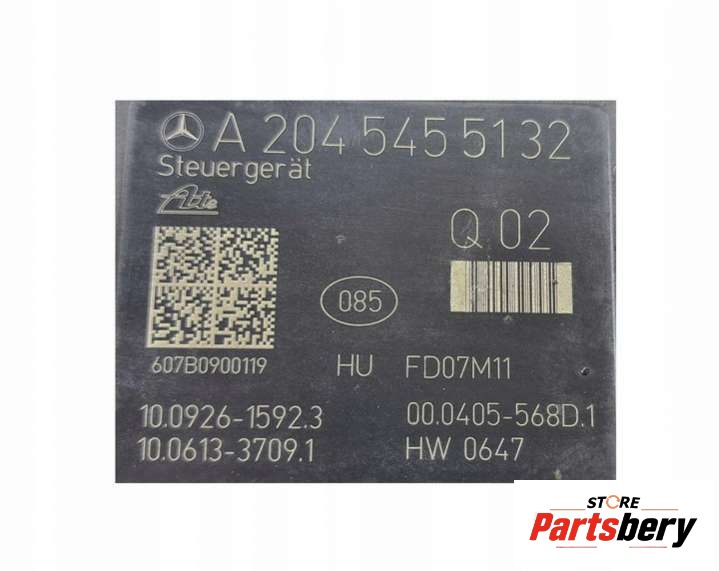 A 204 545 5132
Steuergerät
Ate
Q 02
085
607B0900119 HU FD07M11
10.0926-1592.3 00.0405-568D.1
10.0613-3709.1 HW 0647
STORE
Partsbery